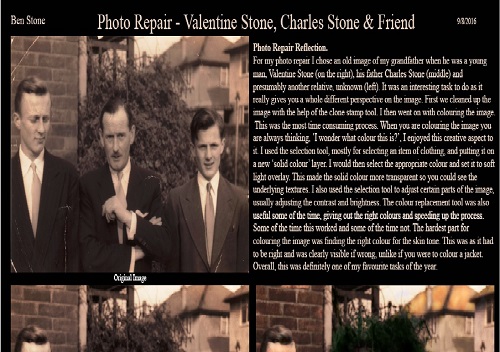 Ben Stone
Photo Repair - Valentine Stone, Charles Stone & Friend
9/8/2016
Photo Repair Reflection.
For my photo repair I chose an old image of my grandfather when he was a young
man, Valentine Stone (on the right), his father Charles Stone (middle) and
presumably another relative, unknown (left). It was an interesting task to do as it
really gives you a whole different perspective on the image. First we cleaned up the
image with the help of the clone stamp tool. I then went on with colouring the image.
This was the most time consuming process. When you are colouring the image you
are always thinking, 'I wonder what colour this is?', I enjoyed this creative aspect to
it. I used the selection tool, mostly for selecting an item of clothing, and putting it on
a new 'solid colour' layer. I would then select the appropriate colour and set it to soft
light overlay. This made the solid colour more transparent so you could see the
underlying textures. I also used the selection tool to adjust certain parts of the image,
usually adjusting the contrast and brightness. The colour replacement tool was also
useful some of the time, giving out the right colours and speeding up the process.
Some of the time this worked and some of the time not. The hardest part for
colouring the image was finding the right colour for the skin tone. This was as it had
to be right and was clearly visible if wrong, unlike if you were to colour a jacket.
Overall, this was definitely one of my favourite tasks of the year.
Original Image